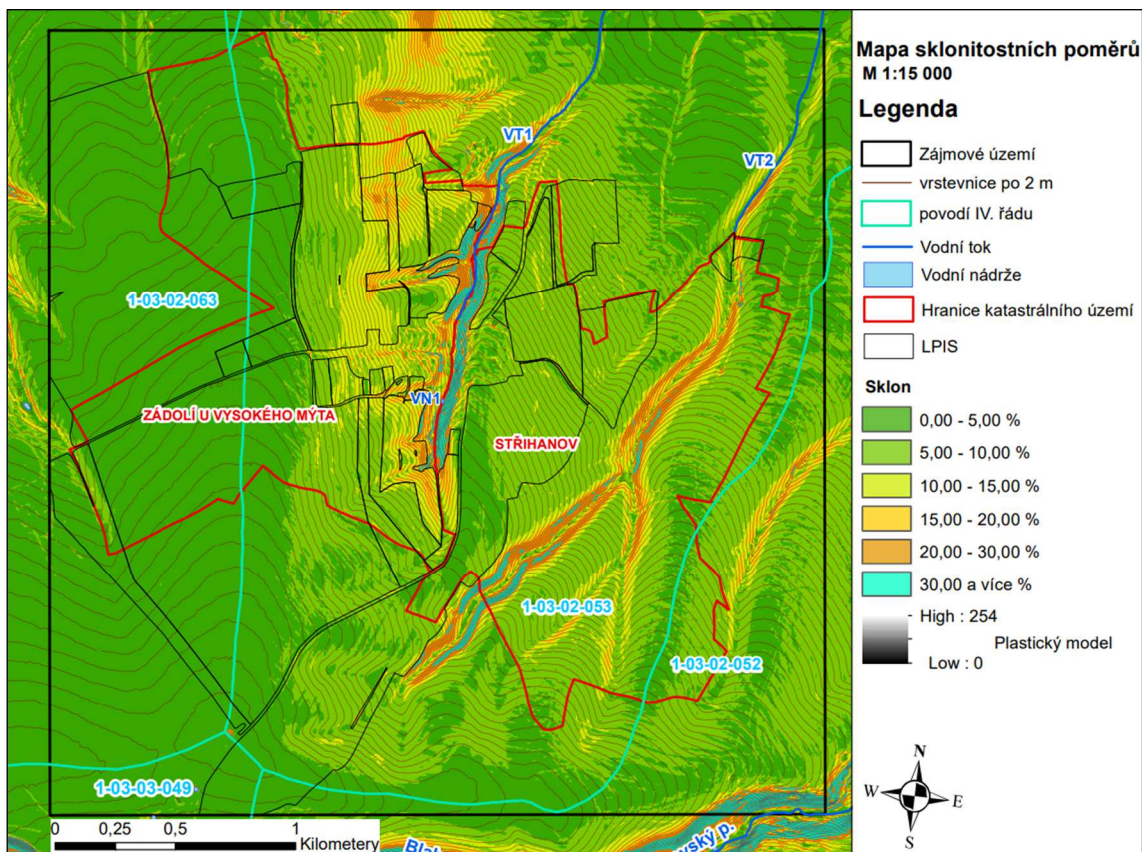 VT1
VT2
1-03-02-063
VN1
ZÁDOLÍ U VYSOKÉHO MÝTA
STŘIHANOV
1-03-02-053
1-03-02-052
1-03-03-049
0 0,25 0,5 1
Kilometery
Mapa sklonitostních poměrů
M 1:15 000
Legenda
Zájmové území
vrstevnice po 2 m
povodí IV. řádu
Vodní tok
Vodní nádrže
Hranice katastrálního území
LPIS
Sklon
0,00 - 5,00 %
5,00 - 10,00 %
10,00 - 15,00 %
15,00 - 20,00 %
20,00 - 30,00 %
30,00 a více %
High : 254
Plastický model
Low : 0
N
W E
S